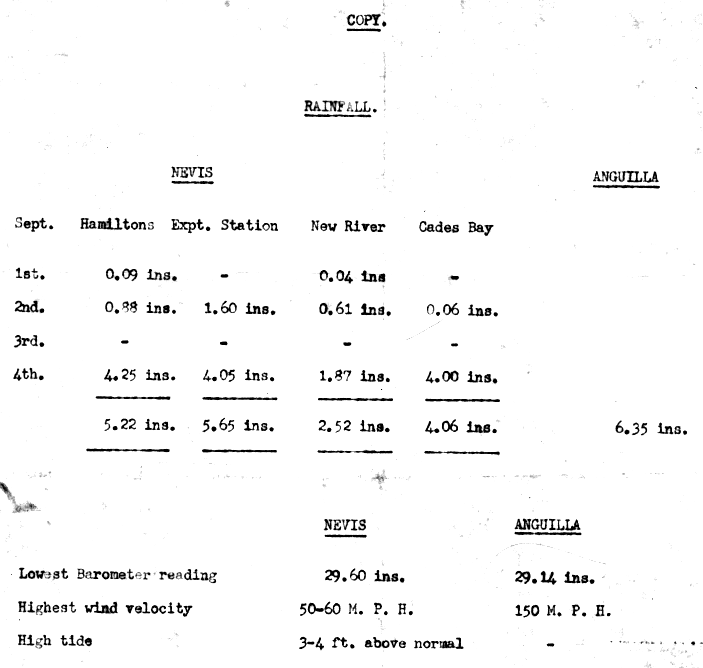 COPY.
RAINFALL.
NEVIS ANGUILLA
Sept. Hamiltons Expt. Station New River Cades Bay
1st. 0.09 ins. - 0.04 ins -
2nd. 0.88 ins. 1.60 ins. 0.61 ins. 0.06 ins.
3rd. - - - -
4th. 4.25 ins. 4.05 ins. 1.87 ins. 4.00 ins.
5.22 ins. 5.65 ins. 2.52 ins. 4.06 ins. 6.35 ins.
NEVIS ANGUILLA
Lowest Barometer reading 29.60 ins. 29.14 ins.
Highest wind velocity 50-60 M. P. H. 150 M. P. H.
High tide 3-4 ft. above normal -